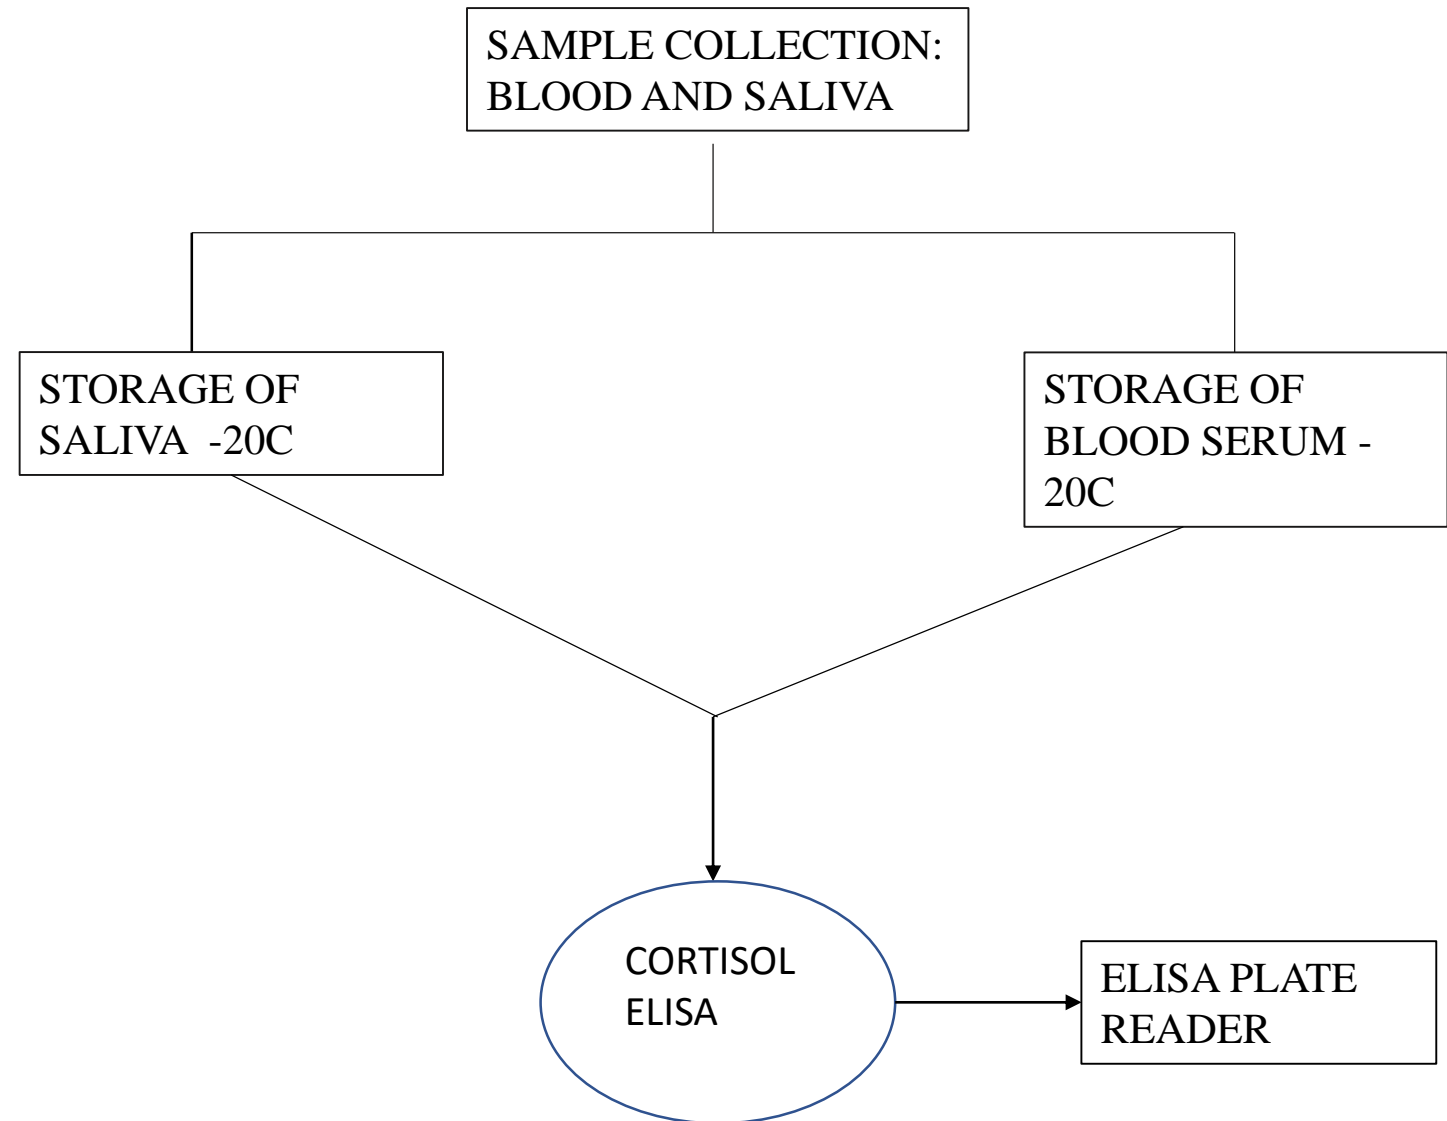 SAMPLE COLLECTION:
BLOOD AND SALIVA
STORAGE OF
SALIVA  -20C
STORAGE OF
BLOOD SERUM -
20C
CORTISOL
ELISA
ELISA PLATE
READER